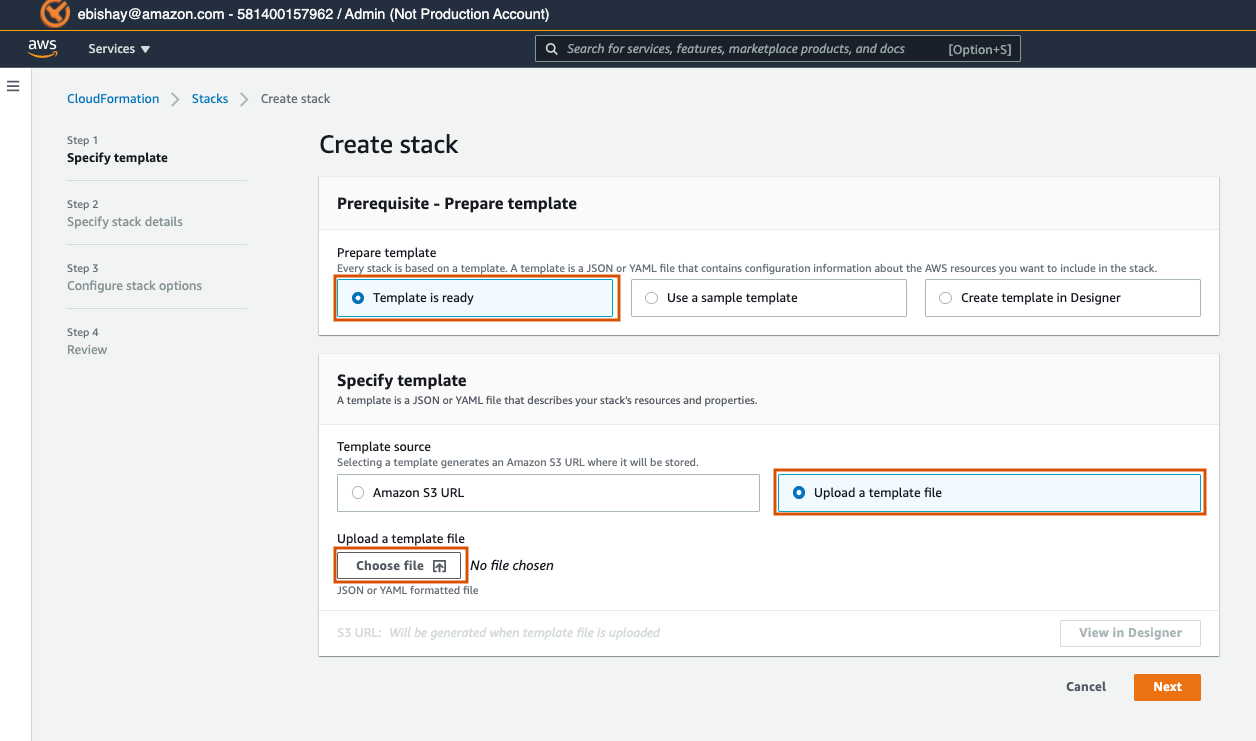 ebishay@amazon.com - 581400157962 / Admin (Not Production Account)
aws
Services ▼
Search for services, features, marketplace products, and docs [Option+S]
CloudFormation > Stacks > Create stack
Step 1
Specify template
Step 2
Specify stack details
Step 3
Configure stack options
Step 4
Review
Create stack
Prerequisite - Prepare template
Prepare template
Every stack is based on a template. A template is a JSON or YAML file that contains configuration information about the AWS resources you want to include in the stack.
Template is ready
Use a sample template
Create template in Designer
Specify template
A template is a JSON or YAML file that describes your stack's resources and properties.
Template source
Selecting a template generates an Amazon S3 URL where it will be stored.
Amazon S3 URL
Upload a template file
Upload a template file
Choose file No file chosen
JSON or YAML formatted file
S3 URL: Will be generated when template file is uploaded
View in Designer
Cancel
Next